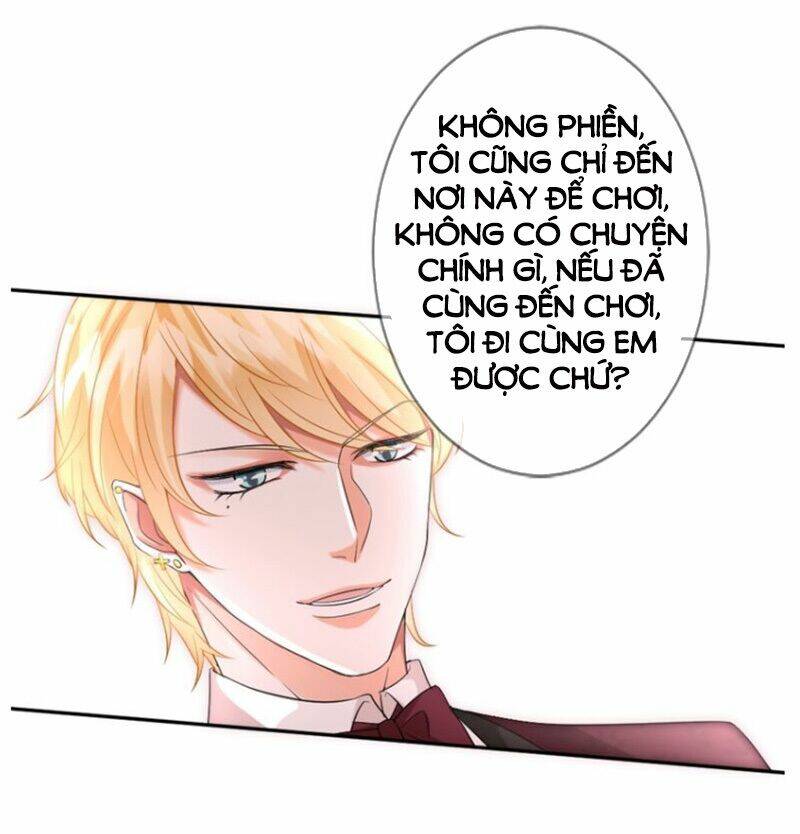 KHÔNG PHIỀN,
TÔI CŨNG CHỈ ĐẾN
NƠI NÀY ĐỂ CHƠI,
KHÔNG CÓ CHUYỆN
CHÍNH GÌ, NẾU ĐÃ
CÙNG ĐẾN CHƠI,
TÔI ĐI CÙNG EM
ĐƯỢC CHỨ?